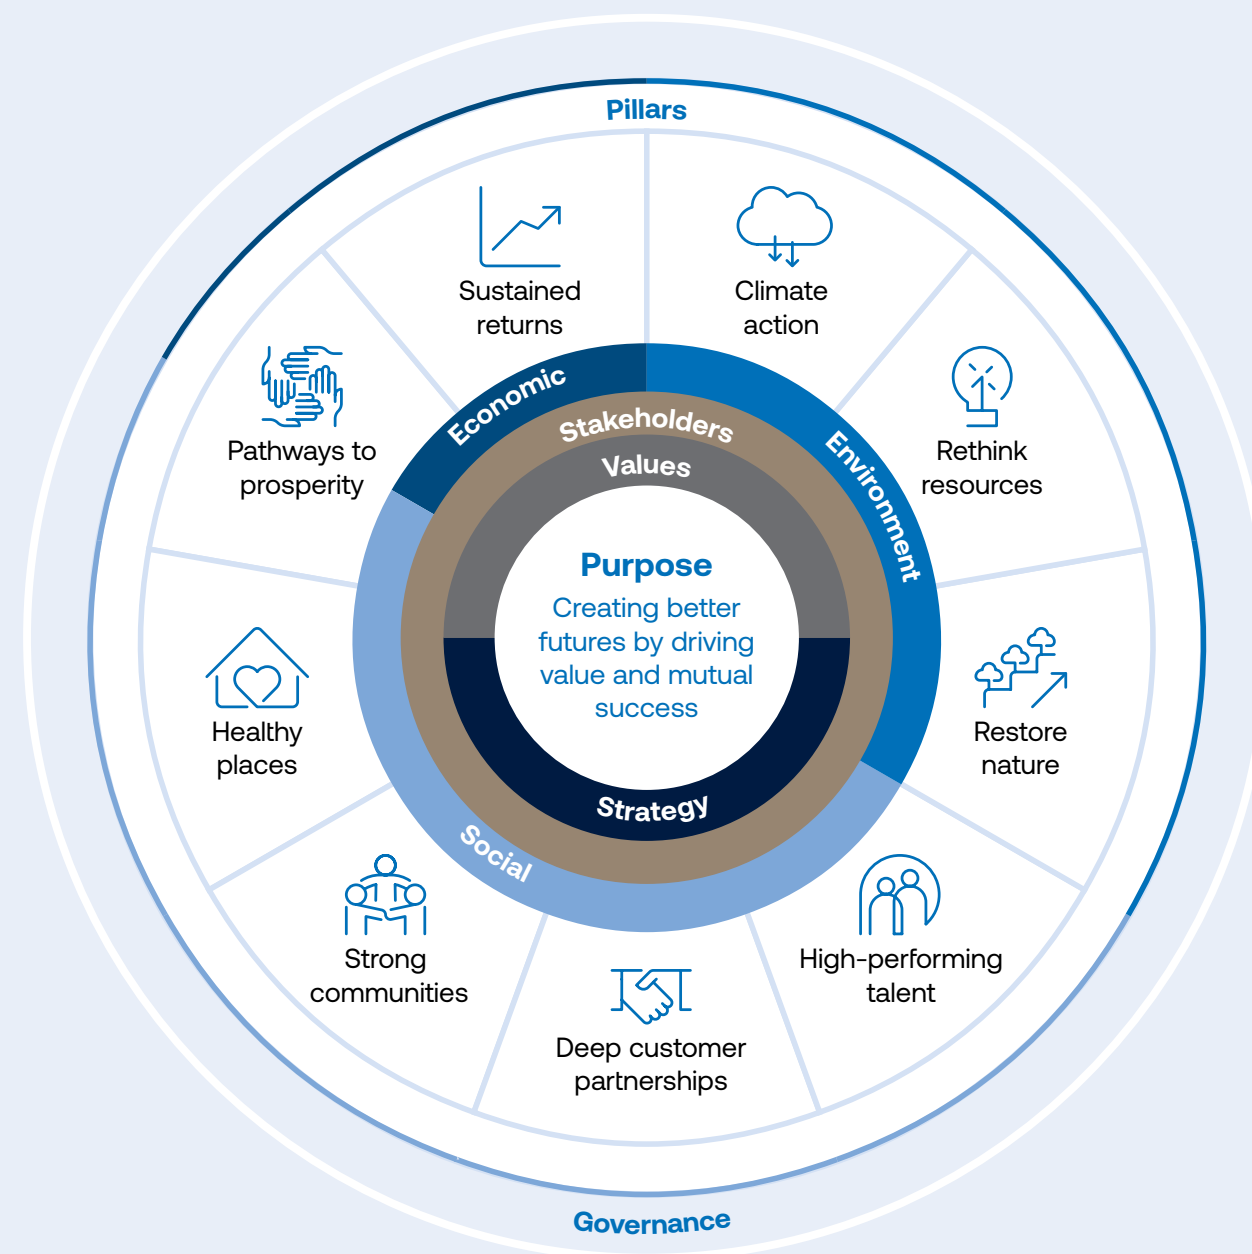 Pillars
Sustained
returns
Climate
action
Pathways to
prosperity
Rethink
resources
Economic
Environment
Stakeholders
Values
Purpose
Creating better
futures by driving
value and mutual
success
Strategy
Social
Healthy
places
Restore
nature
Strong
communities
High-performing
talent
Deep customer
partnerships
Governance